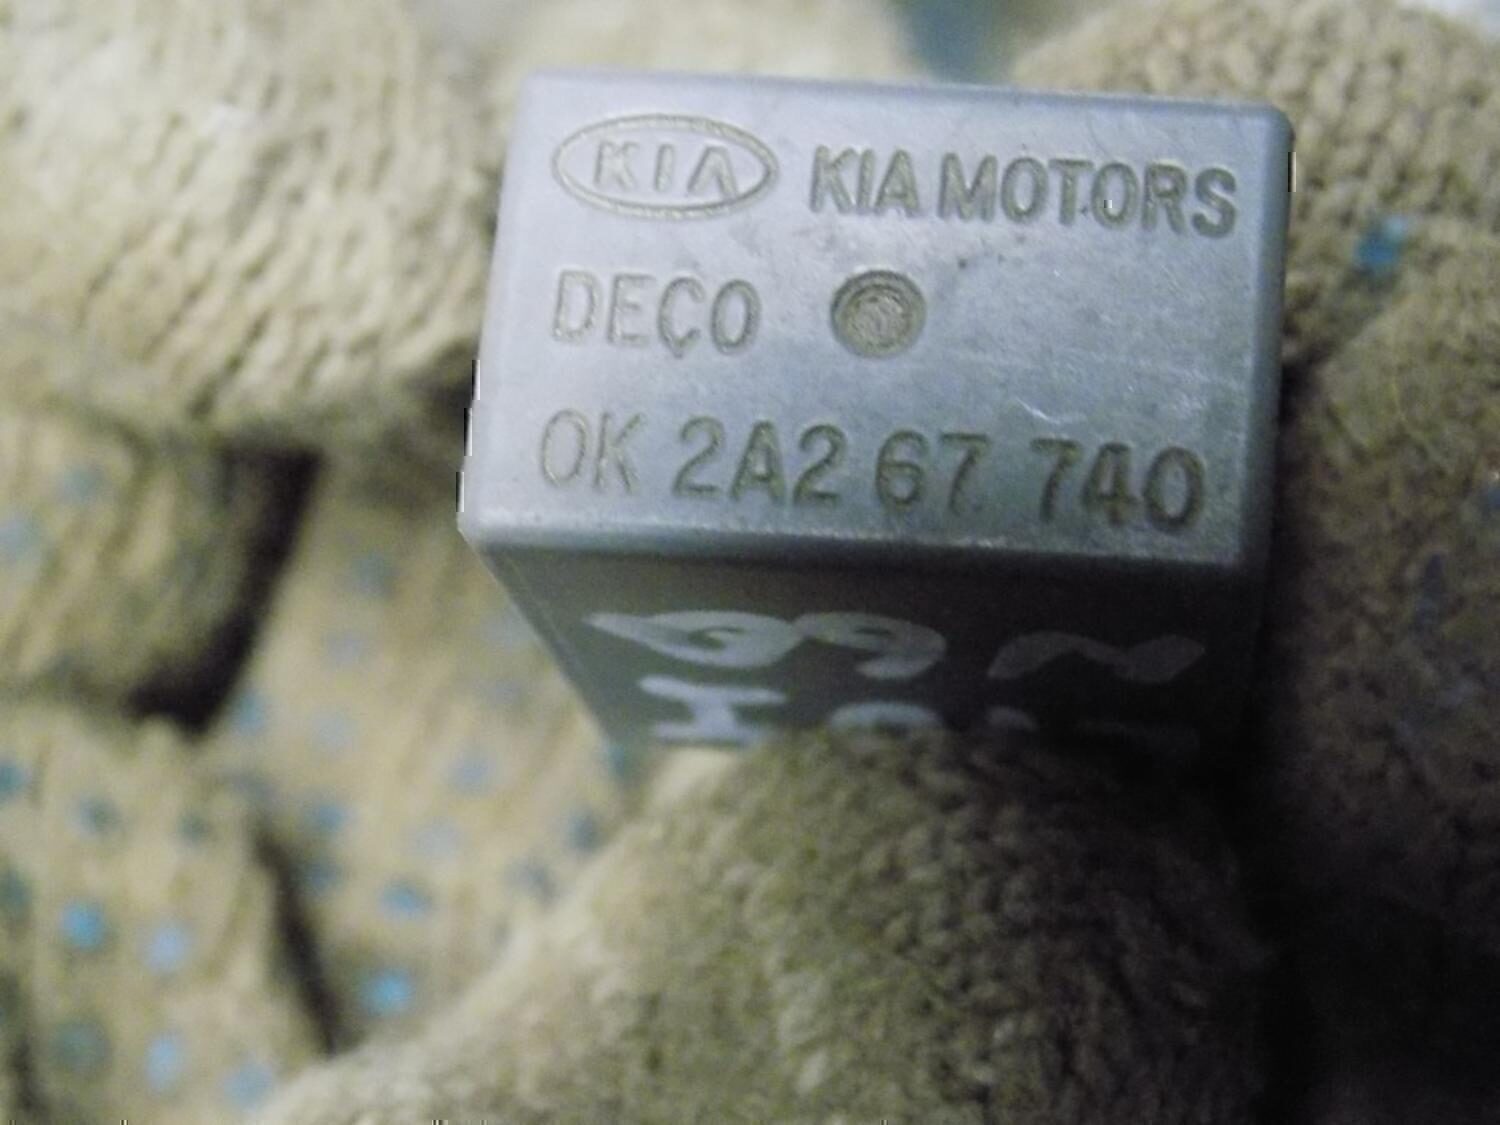 KIA KIA MOTORS
DEÇO
OK 2A2 67 740